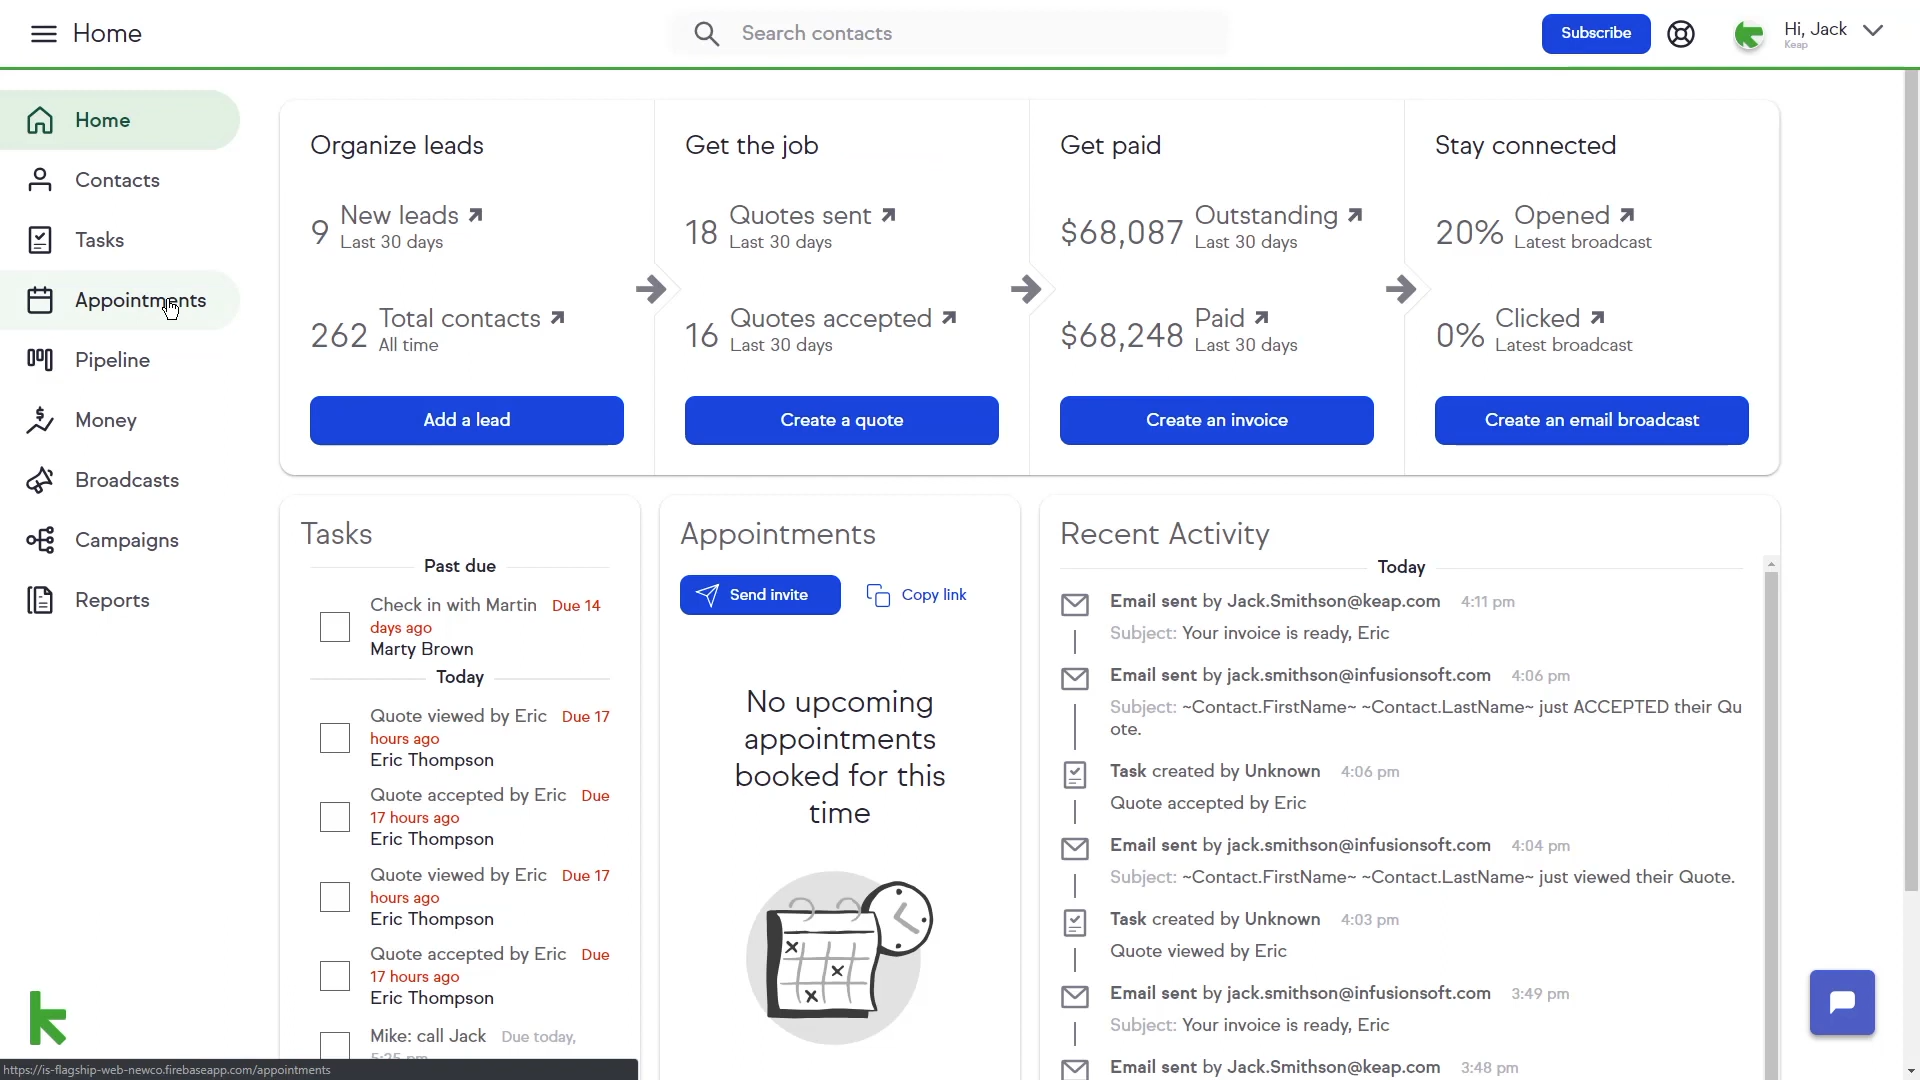 Home
Search contacts
Subscribe
Hi, Jack
Keap
Home
Contacts
Tasks
Appointments
Pipeline
Money
Broadcasts
Campaigns
Reports
Organize leads
9 New leads
Last 30 days
262 Total contacts
All time
Add a lead
Get the job
18 Quotes sent
Last 30 days
16 Quotes accepted
Last 30 days
Create a quote
Get paid
$68,087 Outstanding
Last 30 days
$68,248 Paid
Last 30 days
Create an invoice
Stay connected
20% Opened
Latest broadcast
0% Clicked
Latest broadcast
Create an email broadcast
Tasks
Past due
Check in with Martin Due 14
days ago
Marty Brown
Today
Quote viewed by Eric Due 17
hours ago
Eric Thompson
Quote accepted by Eric Due
17 hours ago
Eric Thompson
Quote viewed by Eric Due 17
hours ago
Eric Thompson
Quote accepted by Eric Due
17 hours ago
Eric Thompson
Mike: call Jack Due today,
5:25 pm
Appointments
Send invite
Copy link
No upcoming
appointments
booked for this
time
Recent Activity
Today
Email sent by Jack.Smithson@keap.com 4:11 pm
Subject: Your invoice is ready, Eric
Email sent by jack.smithson@infusionsoft.com 4:06 pm
Subject: ~Contact.FirstName~ ~Contact.LastName~ just ACCEPTED their Qu
ote.
Task created by Unknown 4:06 pm
Quote accepted by Eric
Email sent by jack.smithson@infusionsoft.com 4:04 pm
Subject: ~Contact.FirstName~ ~Contact.LastName~ just viewed their Quote.
Task created by Unknown 4:03 pm
Quote viewed by Eric
Email sent by jack.smithson@infusionsoft.com 3:49 pm
Subject: Your invoice is ready, Eric
Email sent by Jack.Smithson@keap.com 3:48 pm
https://is-flagship-web-newco.firebaseapp.com/appointments